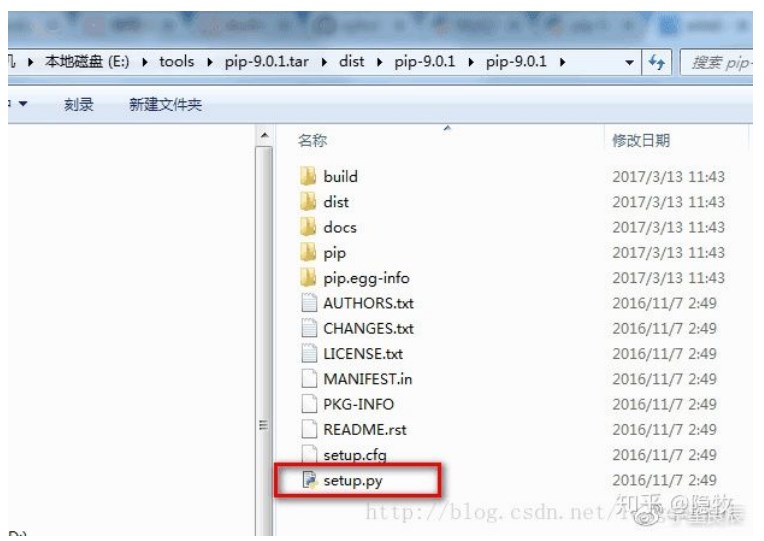 本地磁盘 (E:) ▸ tools ▸ pip-9.0.1.tar ▸ dist ▸ pip-9.0.1 ▸ pip-9.0.1 ▸ 搜索 pip-
刻录 新建文件夹
名称 修改日期
build 2017/3/13 11:43
dist 2017/3/13 11:43
docs 2017/3/13 11:43
pip 2017/3/13 11:43
pip.egg-info 2017/3/13 11:43
AUTHORS.txt 2016/11/7 2:49
CHANGES.txt 2016/11/7 2:49
LICENSE.txt 2016/11/7 2:49
MANIFEST.in 2016/11/7 2:49
PKG-INFO 2016/11/7 2:49
README.rst 2016/11/7 2:49
setup.cfg 2016/11/7 2:49
setup.py 2016/11/7 2:49
知乎 @隐牧
http://blog.csdn.net/